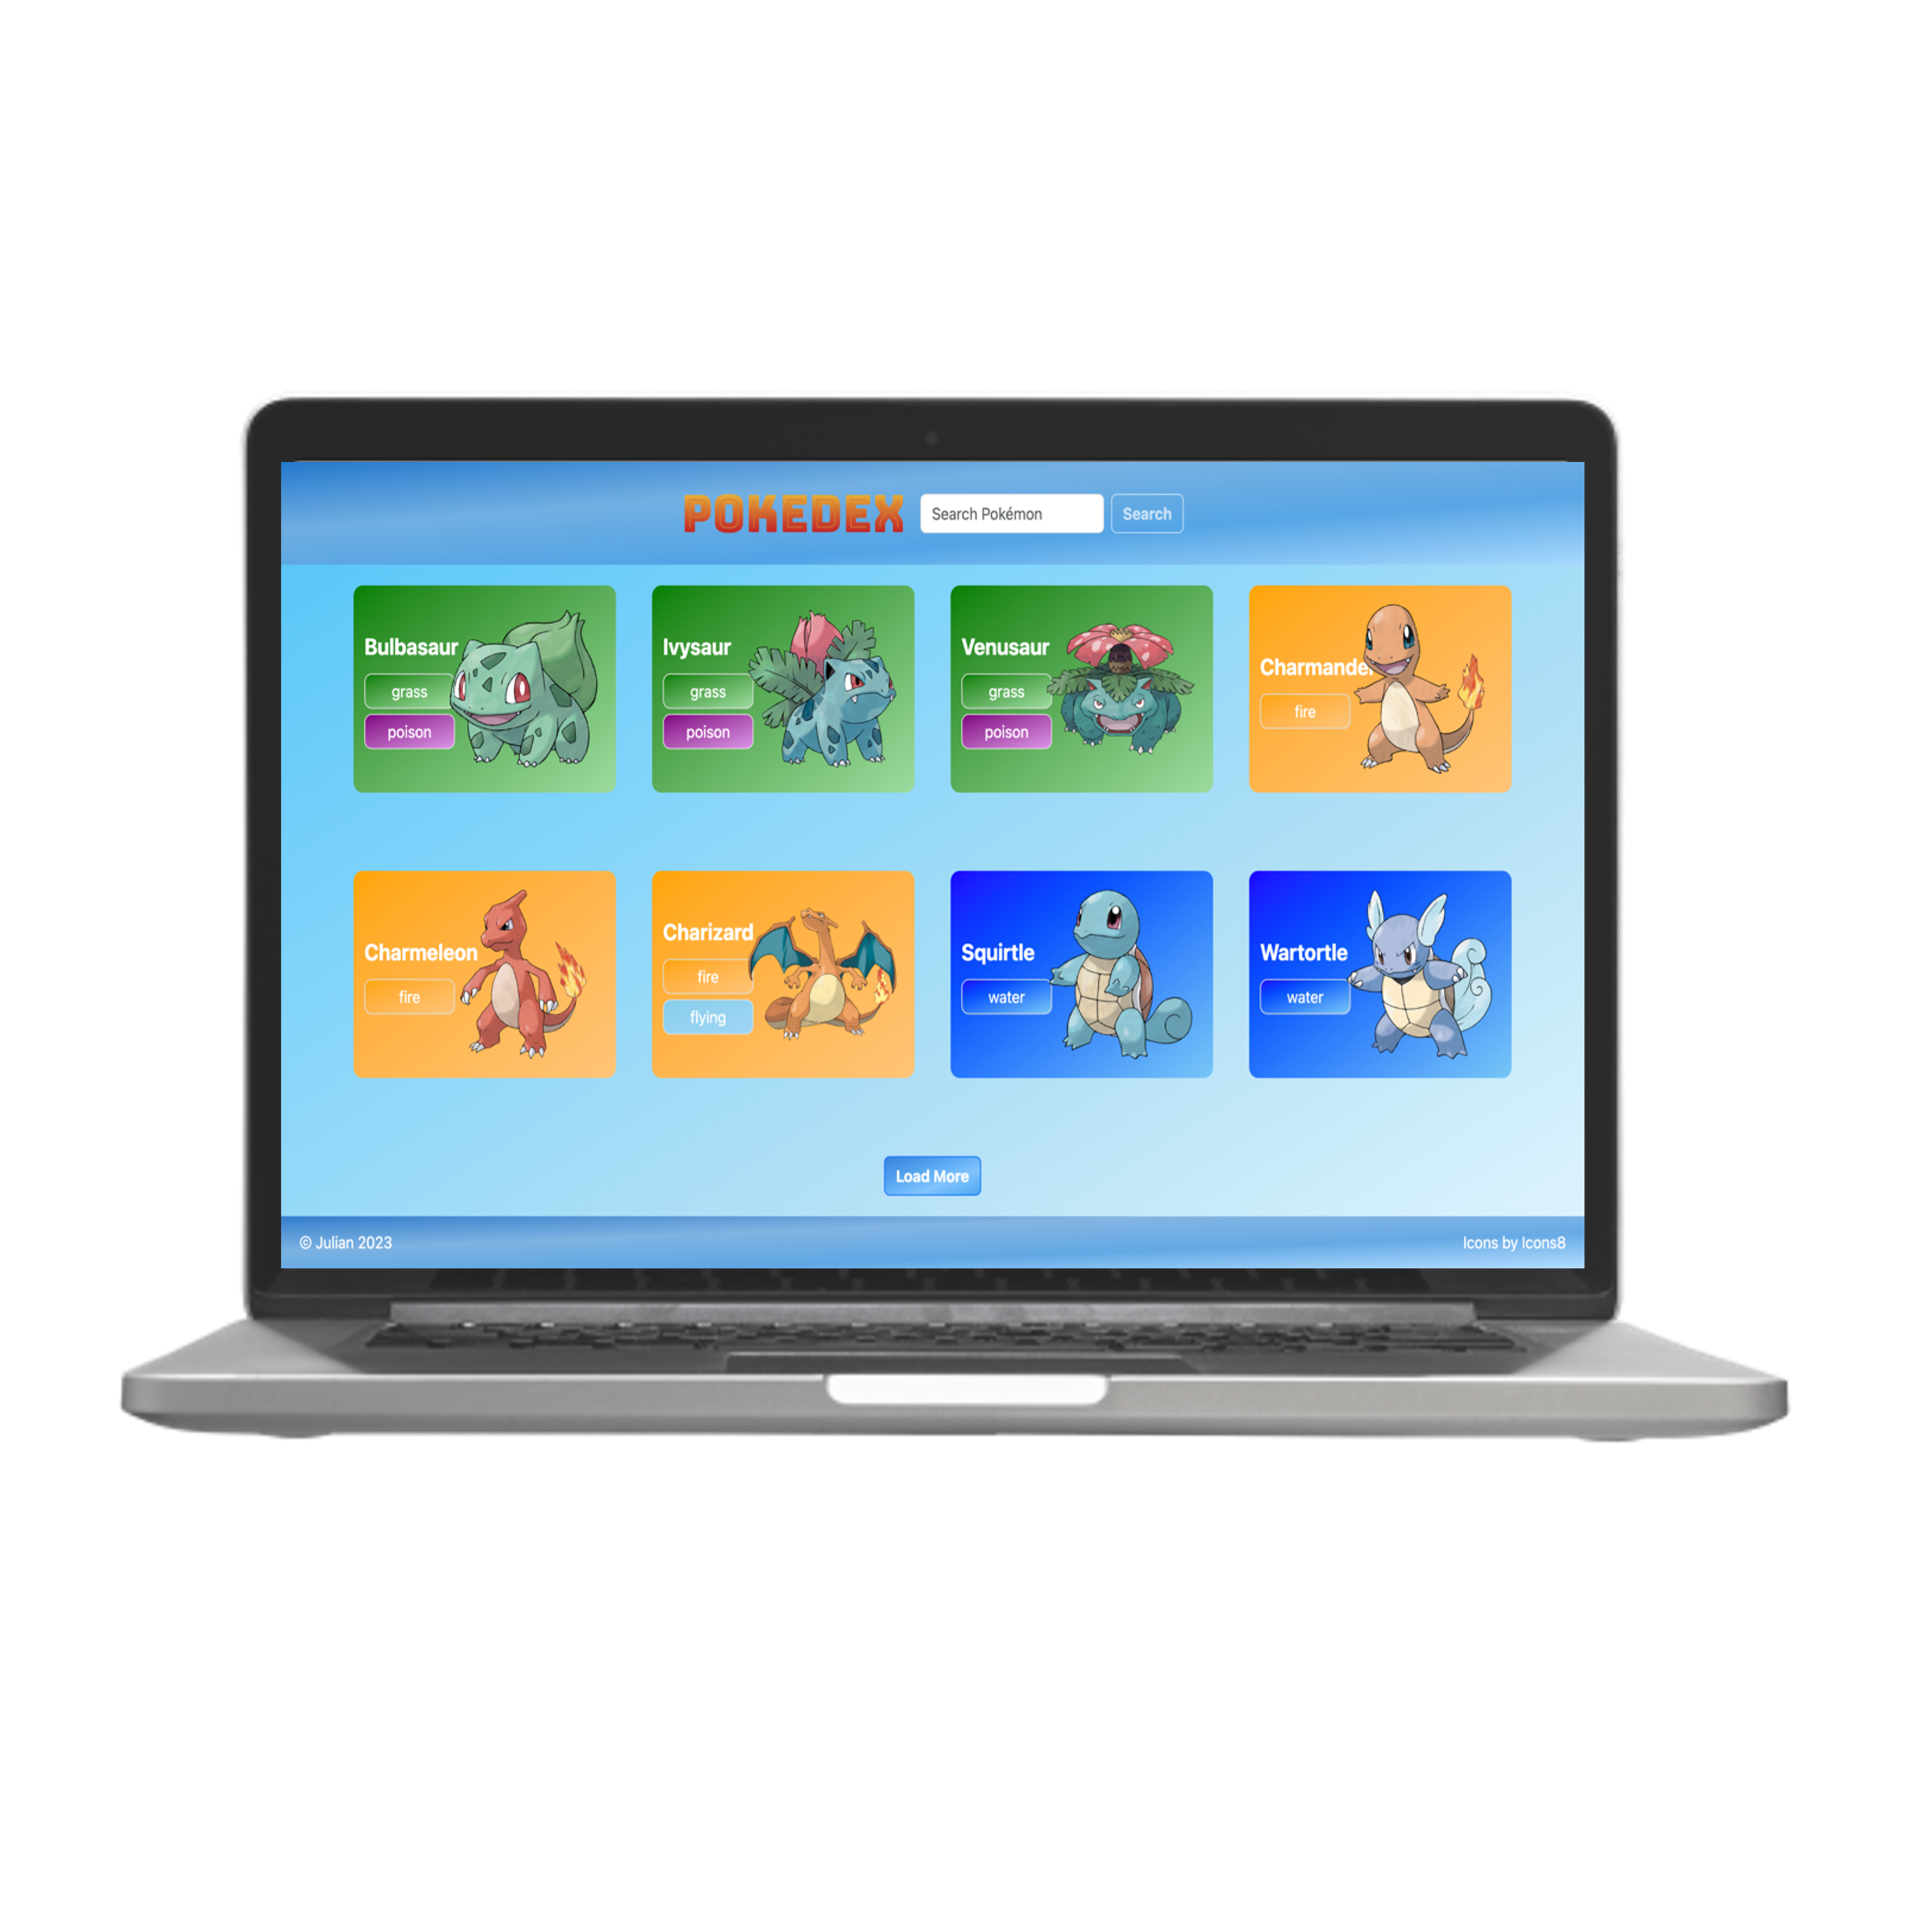 POKEDEX
Search Pokémon
Search
Bulbasaur
grass
poison
Ivysaur
grass
poison
Venusaur
grass
poison
Charmander
fire
Charmeleon
fire
Charizard
fire
flying
Squirtle
water
Wartortle
water
Load More
© Julian 2023
Icons by Icons8